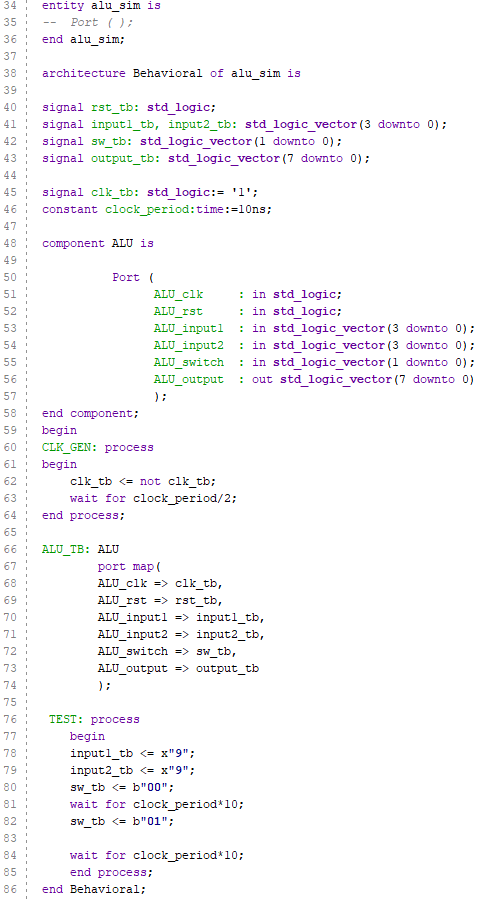 34 entity alu_sim is
35 -- Port ( );
36 end alu_sim;
37
38 architecture Behavioral of alu_sim is
39
40 signal rst_tb: std_logic;
41 signal input1_tb, input2_tb: std_logic_vector(3 downto 0);
42 signal sw_tb: std_logic_vector(1 downto 0);
43 signal output_tb: std_logic_vector(7 downto 0);
44
45 signal clk_tb: std_logic:= '1';
46 constant clock_period:time:=10ns;
47
48 component ALU is
49
50 Port (
51 ALU_clk : in std_logic;
52 ALU_rst : in std_logic;
53 ALU_input1 : in std_logic_vector(3 downto 0);
54 ALU_input2 : in std_logic_vector(3 downto 0);
55 ALU_switch : in std_logic_vector(1 downto 0);
56 ALU_output : out std_logic_vector(7 downto 0)
57 );
58 end component;
59 begin
60 CLK_GEN: process
61 begin
62 clk_tb <= not clk_tb;
63 wait for clock_period/2;
64 end process;
65
66 ALU_TB: ALU
67 port map(
68 ALU_clk => clk_tb,
69 ALU_rst => rst_tb,
70 ALU_input1 => input1_tb,
71 ALU_input2 => input2_tb,
72 ALU_switch => sw_tb,
73 ALU_output => output_tb
74 );
75
76 TEST: process
77 begin
78 input1_tb <= x"9";
79 input2_tb <= x"9";
80 sw_tb <= b"00";
81 wait for clock_period*10;
82 sw_tb <= b"01";
83
84 wait for clock_period*10;
85 end process;
86 end Behavioral;